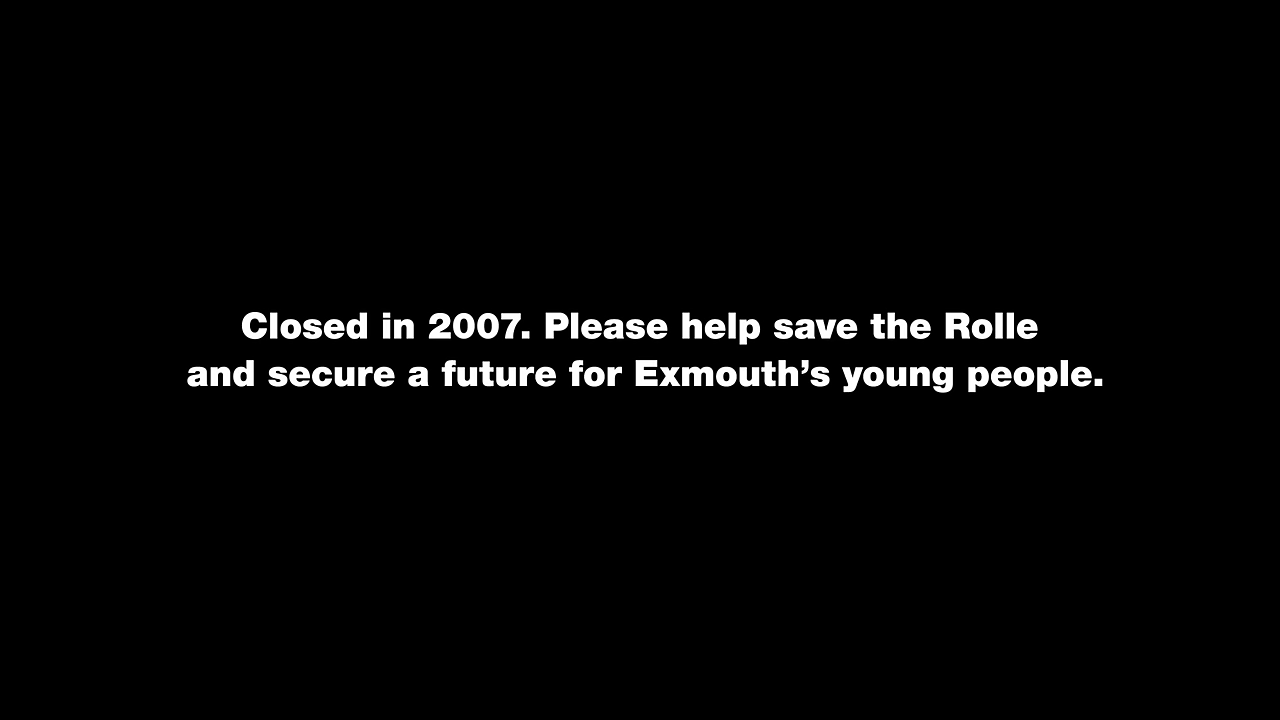 Closed in 2007. Please help save the Rolle
and secure a future for Exmouth’s young people.